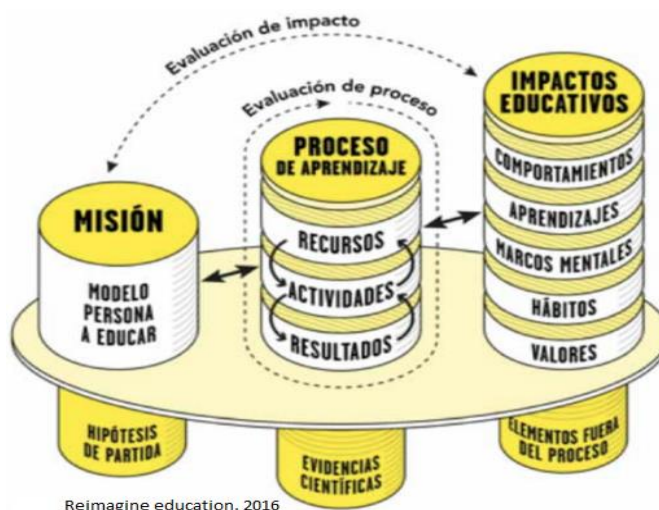 Evaluación de impacto
Evaluación de proceso
MISIÓN
MODELO
PERSONA
A EDUCAR
PROCESO
DE APRENDIZAJE
RECURSOS
ACTIVIDADES
RESULTADOS
IMPACTOS
EDUCATIVOS
COMPORTAMIENTOS
APRENDIZAJES
MARCOS MENTALES
HÁBITOS
VALORES
HIPÓTESIS
DE PARTIDA
EVIDENCIAS
CIENTÍFICAS
ELEMENTOS FUERA
DEL PROCESO
Reimagine education, 2016